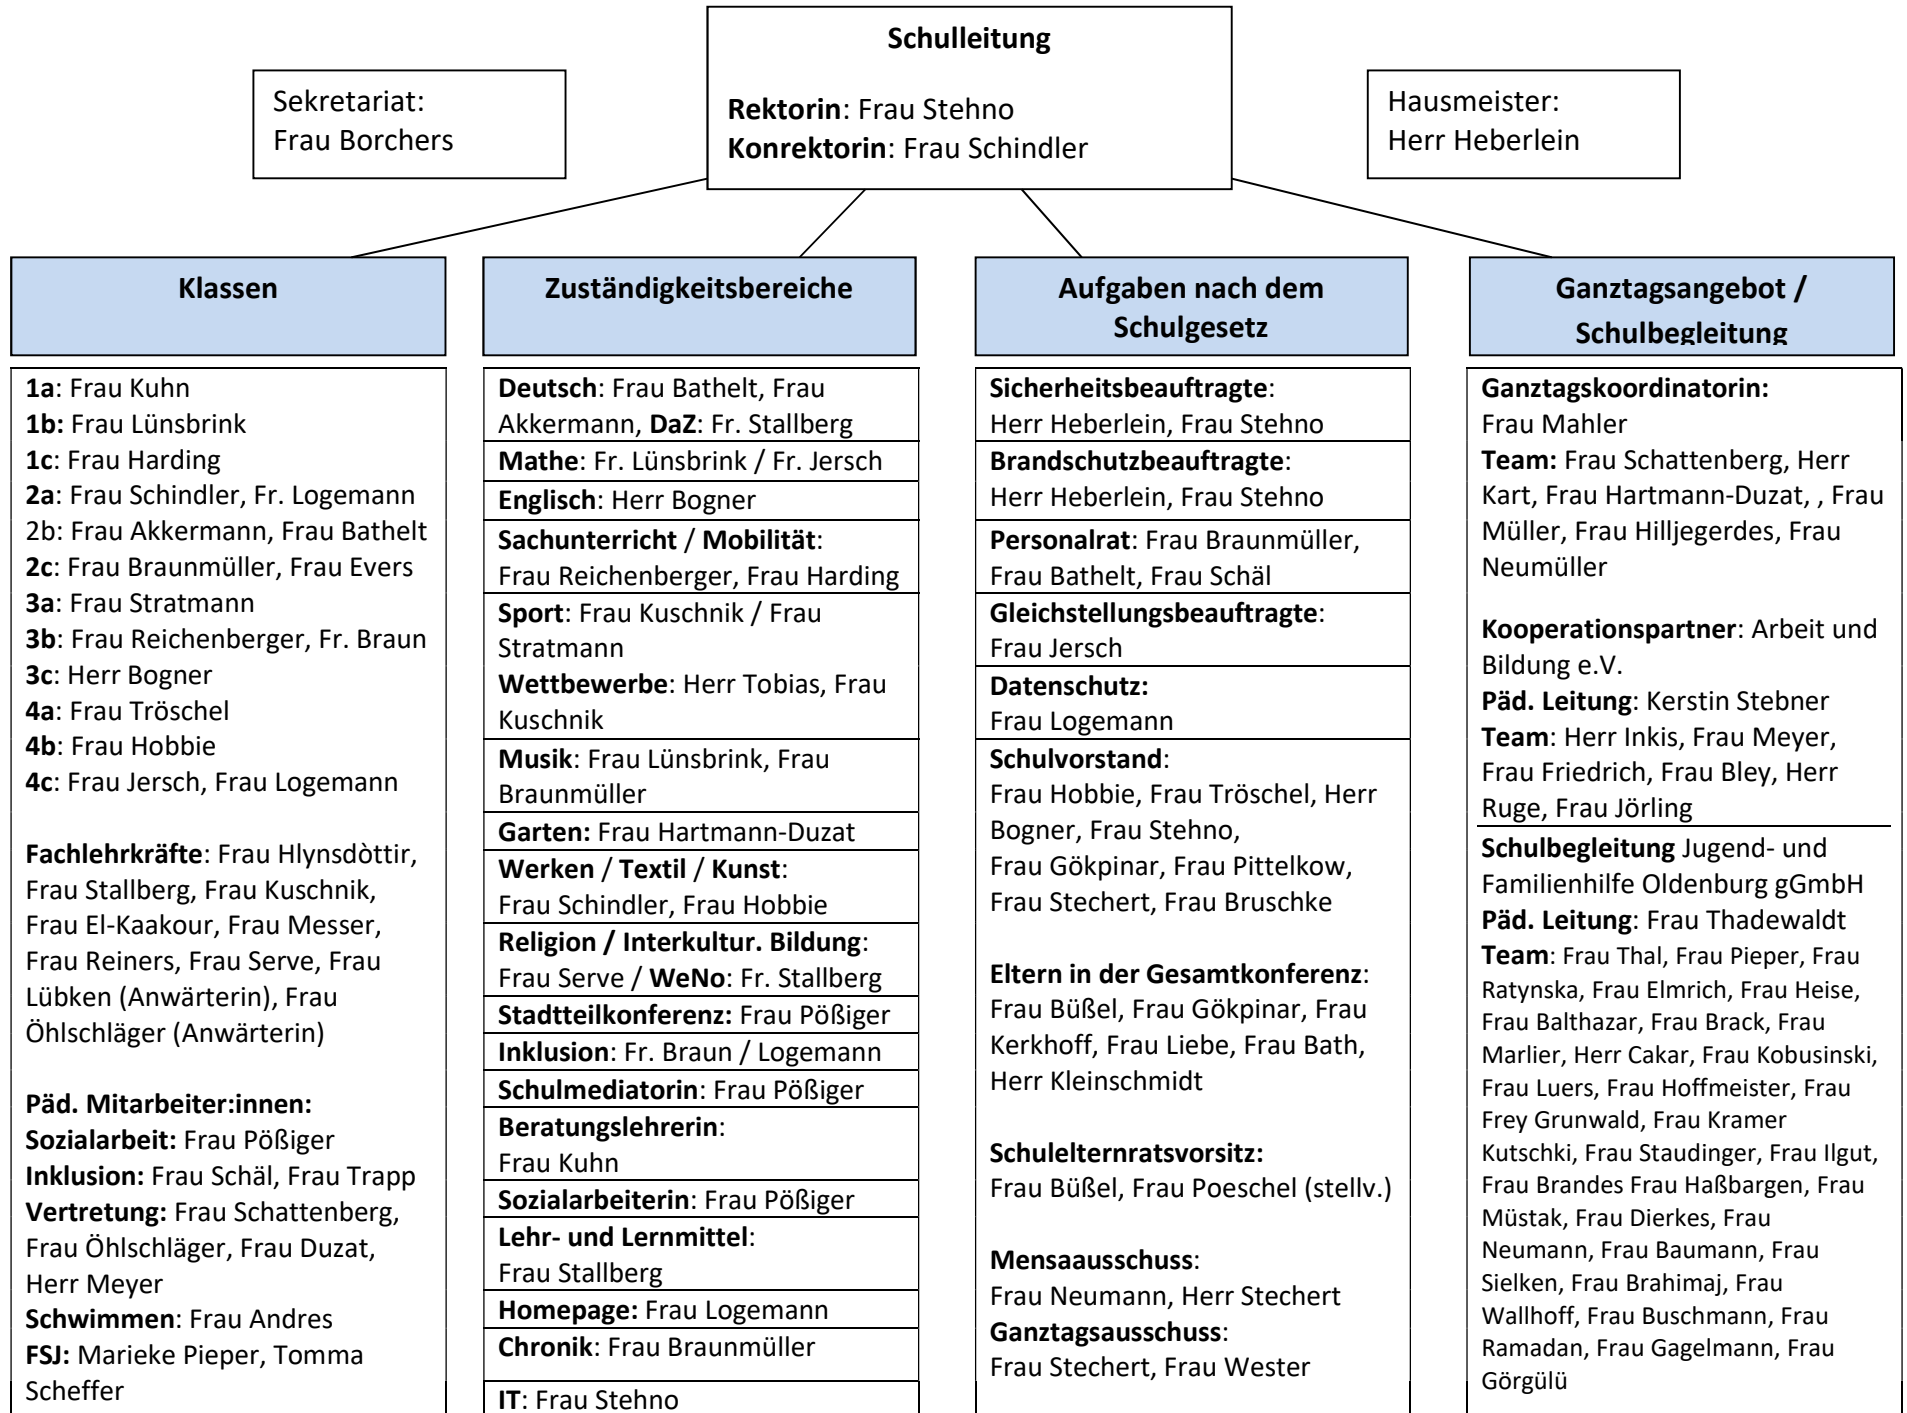 Schulleitung
Rektorin: Frau Stehno
Konrektorin: Frau Schindler
Sekretariat:
Frau Borchers
Hausmeister:
Herr Heberlein
Klassen
1a: Frau Kuhn
1b: Frau Lünsbrink
1c: Frau Harding
2a: Frau Schindler, Fr. Logemann
2b: Frau Akkermann, Frau Bathelt
2c: Frau Braunmüller, Frau Evers
3a: Frau Stratmann
3b: Frau Reichenberger, Fr. Braun
3c: Herr Bogner
4a: Frau Tröschel
4b: Frau Hobbie
4c: Frau Jersch, Frau Logemann
Fachlehrkräfte: Frau Hlynsdòttir,
Frau Stallberg, Frau Kuschnik,
Frau El-Kaakour, Frau Messer,
Frau Reiners, Frau Serve, Frau
Lübken (Anwärterin), Frau
Öhlschläger (Anwärterin)
Päd. Mitarbeiter:innen:
Sozialarbeit: Frau Pößiger
Inklusion: Frau Schäl, Frau Trapp
Vertretung: Frau Schattenberg,
Frau Öhlschläger, Frau Duzat,
Herr Meyer
Schwimmen: Frau Andres
FSJ: Marieke Pieper, Tomma
Scheffer
Zuständigkeitsbereiche
Deutsch: Frau Bathelt, Frau
Akkermann, DaZ: Fr. Stallberg
Mathe: Fr. Lünsbrink / Fr. Jersch
Englisch: Herr Bogner
Sachunterricht / Mobilität:
Frau Reichenberger, Frau Harding
Sport: Frau Kuschnik / Frau
Stratmann
Wettbewerbe: Herr Tobias, Frau
Kuschnik
Musik: Frau Lünsbrink, Frau
Braunmüller
Garten: Frau Hartmann-Duzat
Werken / Textil / Kunst:
Frau Schindler, Frau Hobbie
Religion / Interkultur. Bildung:
Frau Serve / WeNo: Fr. Stallberg
Stadtteilkonferenz: Frau Pößiger
Inklusion: Fr. Braun / Logemann
Schulmediatorin: Frau Pößiger
Beratungslehrerin:
Frau Kuhn
Sozialarbeiterin: Frau Pößiger
Lehr- und Lernmittel:
Frau Stallberg
Homepage: Frau Logemann
Chronik: Frau Braunmüller
IT: Frau Stehno
Aufgaben nach dem
Schulgesetz
Sicherheitsbeauftragte:
Herr Heberlein, Frau Stehno
Brandschutzbeauftragte:
Herr Heberlein, Frau Stehno
Personalrat: Frau Braunmüller,
Frau Bathelt, Frau Schäl
Gleichstellungsbeauftragte:
Frau Jersch
Datenschutz:
Frau Logemann
Schulvorstand:
Frau Hobbie, Frau Tröschel, Herr
Bogner, Frau Stehno,
Frau Gökpinar, Frau Pittelkow,
Frau Stechert, Frau Bruschke
Eltern in der Gesamtkonferenz:
Frau Büßel, Frau Gökpinar, Frau
Kerkhoff, Frau Liebe, Frau Bath,
Herr Kleinschmidt
Schulelternratsvorsitz:
Frau Büßel, Frau Poeschel (stellv.)
Mensaausschuss:
Frau Neumann, Herr Stechert
Ganztagsausschuss:
Frau Stechert, Frau Wester
Ganztagsangebot /
Schulbegleitung
Ganztagskoordinatorin:
Frau Mahler
Team: Frau Schattenberg, Herr
Kart, Frau Hartmann-Duzat, , Frau
Müller, Frau Hilljegerdes, Frau
Neumüller
Kooperationspartner: Arbeit und
Bildung e.V.
Päd. Leitung: Kerstin Stebner
Team: Herr Inkis, Frau Meyer,
Frau Friedrich, Frau Bley, Herr
Ruge, Frau Jörling
Schulbegleitung Jugend- und
Familienhilfe Oldenburg gGmbH
Päd. Leitung: Frau Thadewaldt
Team: Frau Thal, Frau Pieper, Frau
Ratynska, Frau Elmrich, Frau Heise,
Frau Balthazar, Frau Brack, Frau
Marlier, Herr Cakar, Frau Kobusinski,
Frau Luers, Frau Hoffmeister, Frau
Frey Grunwald, Frau Kramer
Kutschki, Frau Staudinger, Frau Ilgut,
Frau Brandes Frau Haßbargen, Frau
Müstak, Frau Dierkes, Frau
Neumann, Frau Baumann, Frau
Sielken, Frau Brahimaj, Frau
Wallhoff, Frau Buschmann, Frau
Ramadan, Frau Gagelmann, Frau
Görgülü